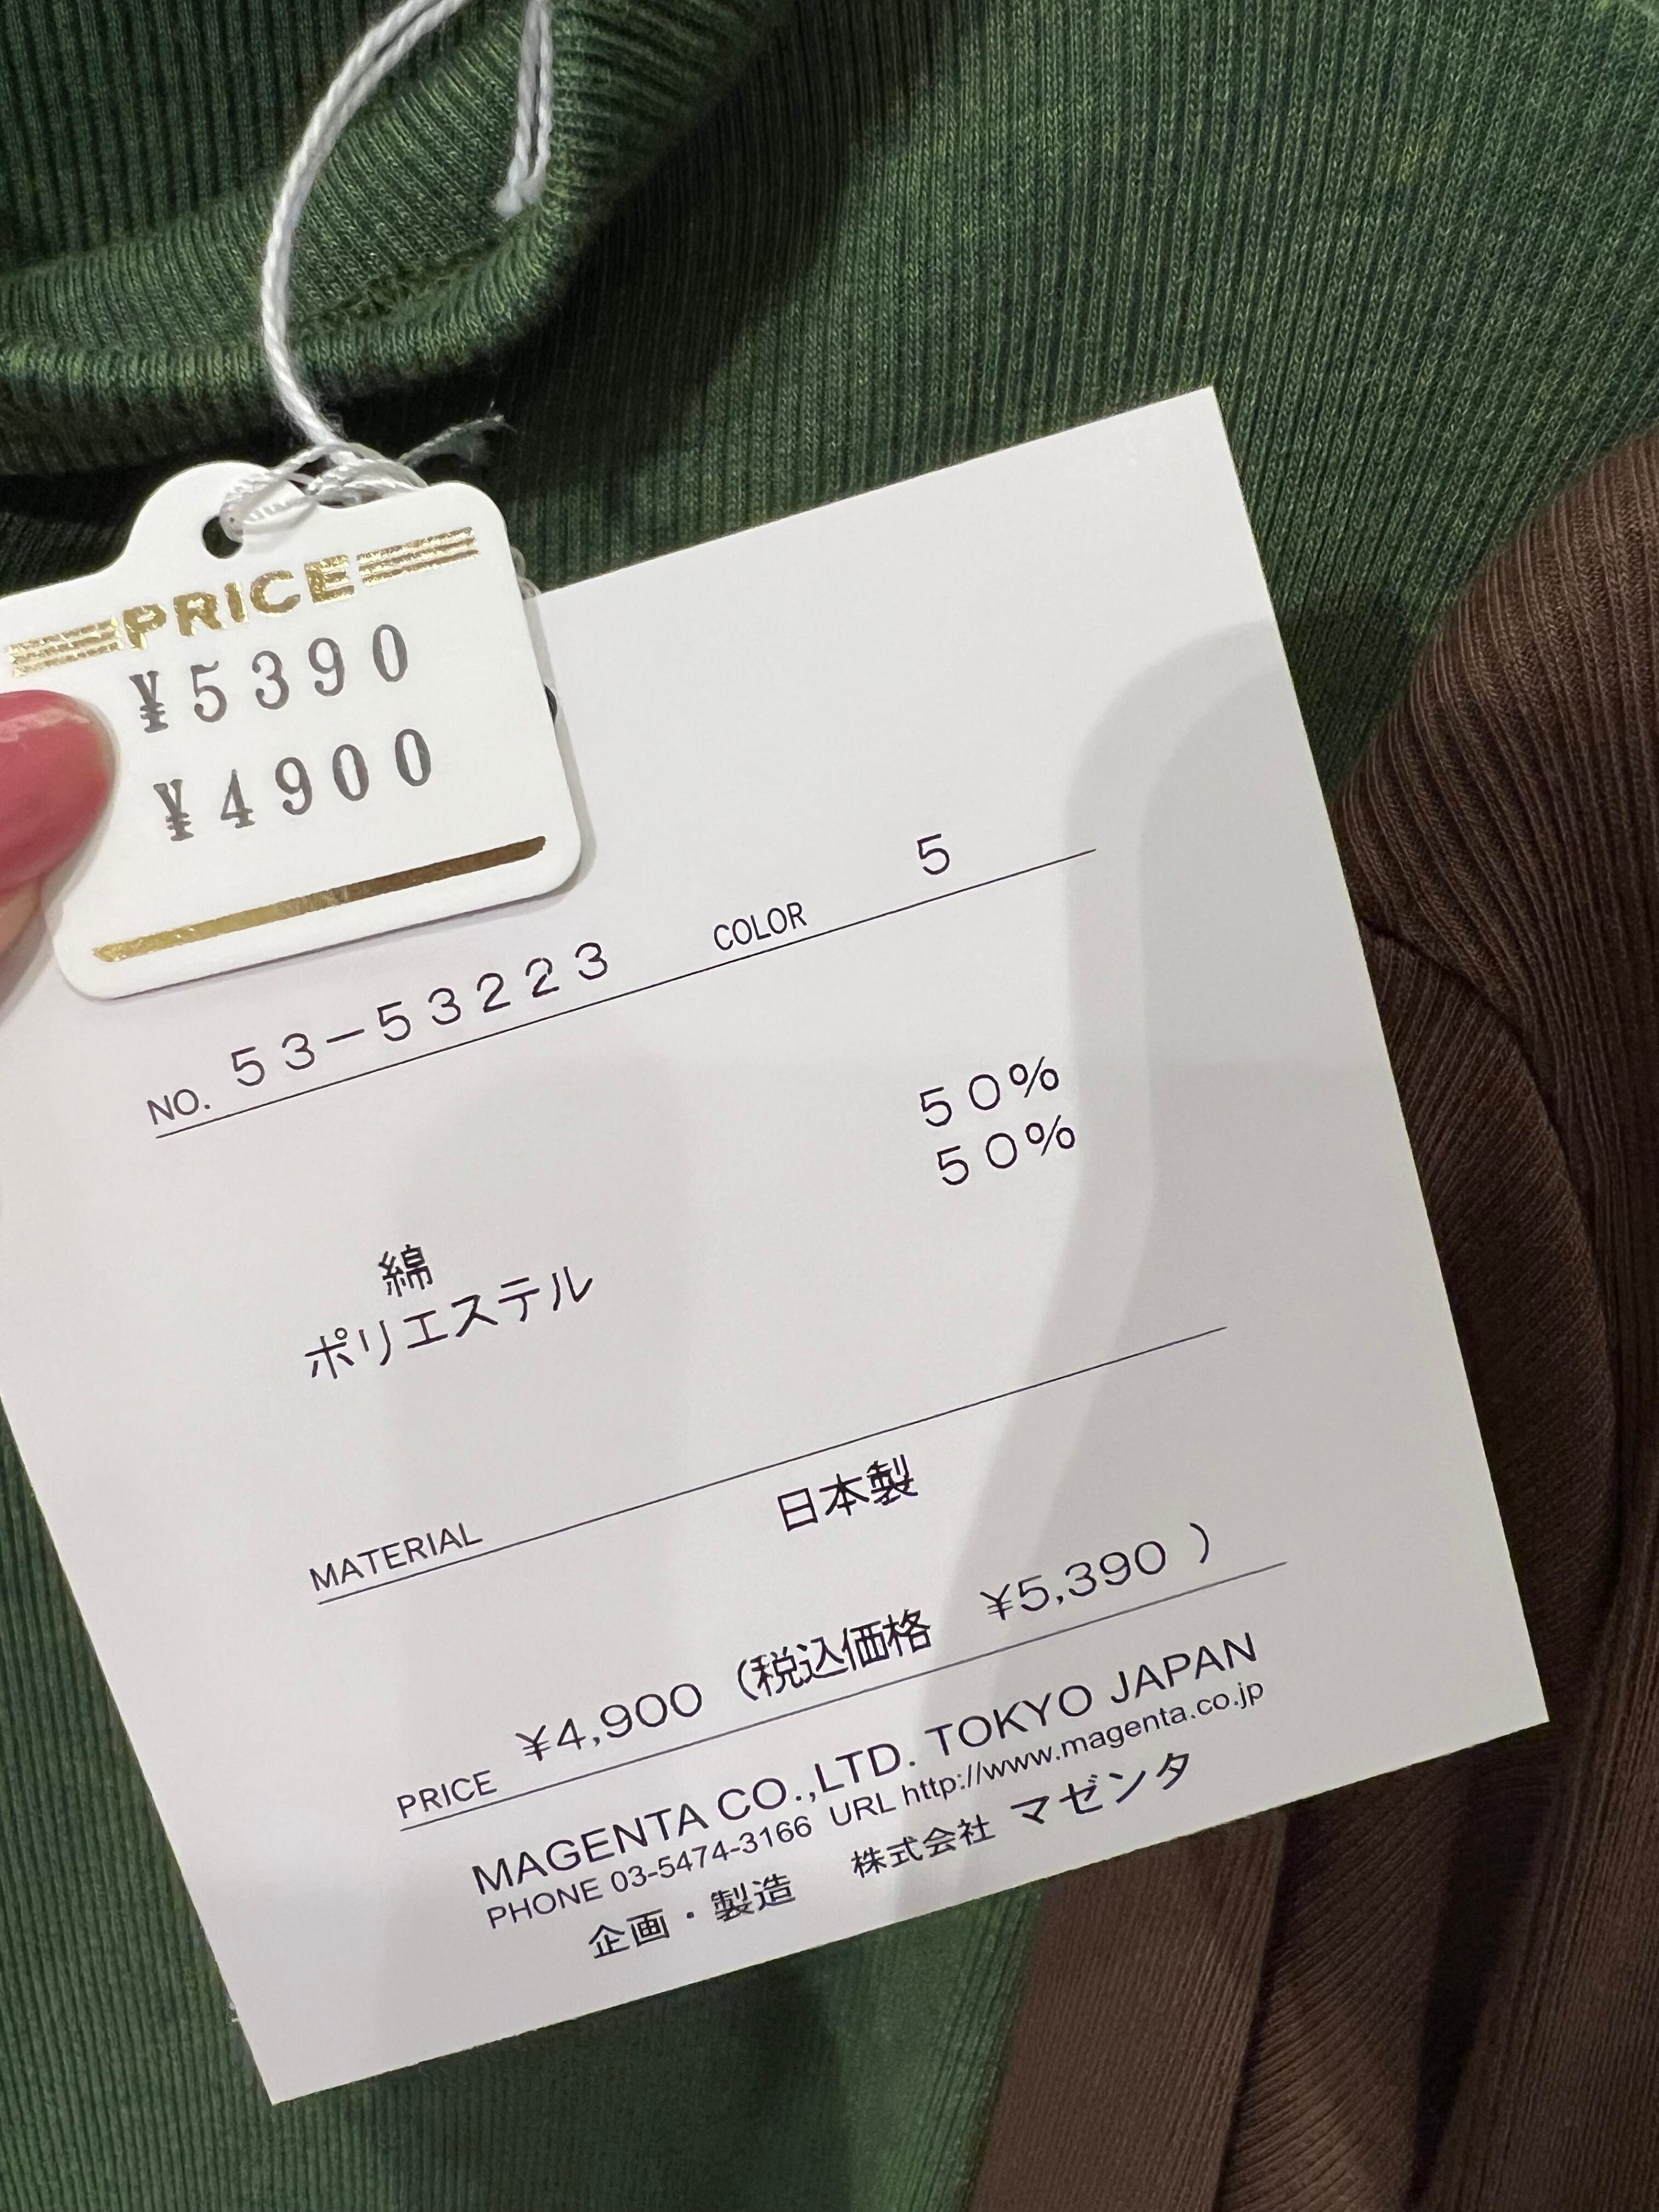 PRICE
¥5390
¥4900
NO. 53-53223 COLOR 5
綿 50%
ポリエステル 50%
MATERIAL
日本製
PRICE ¥4,900 (税込価格 ¥5,390 )
MAGENTA CO.,LTD. TOKYO JAPAN
PHONE 03-5474-3166 URL http://www.magenta.co.jp
企画・製造 株式会社 マゼンタ